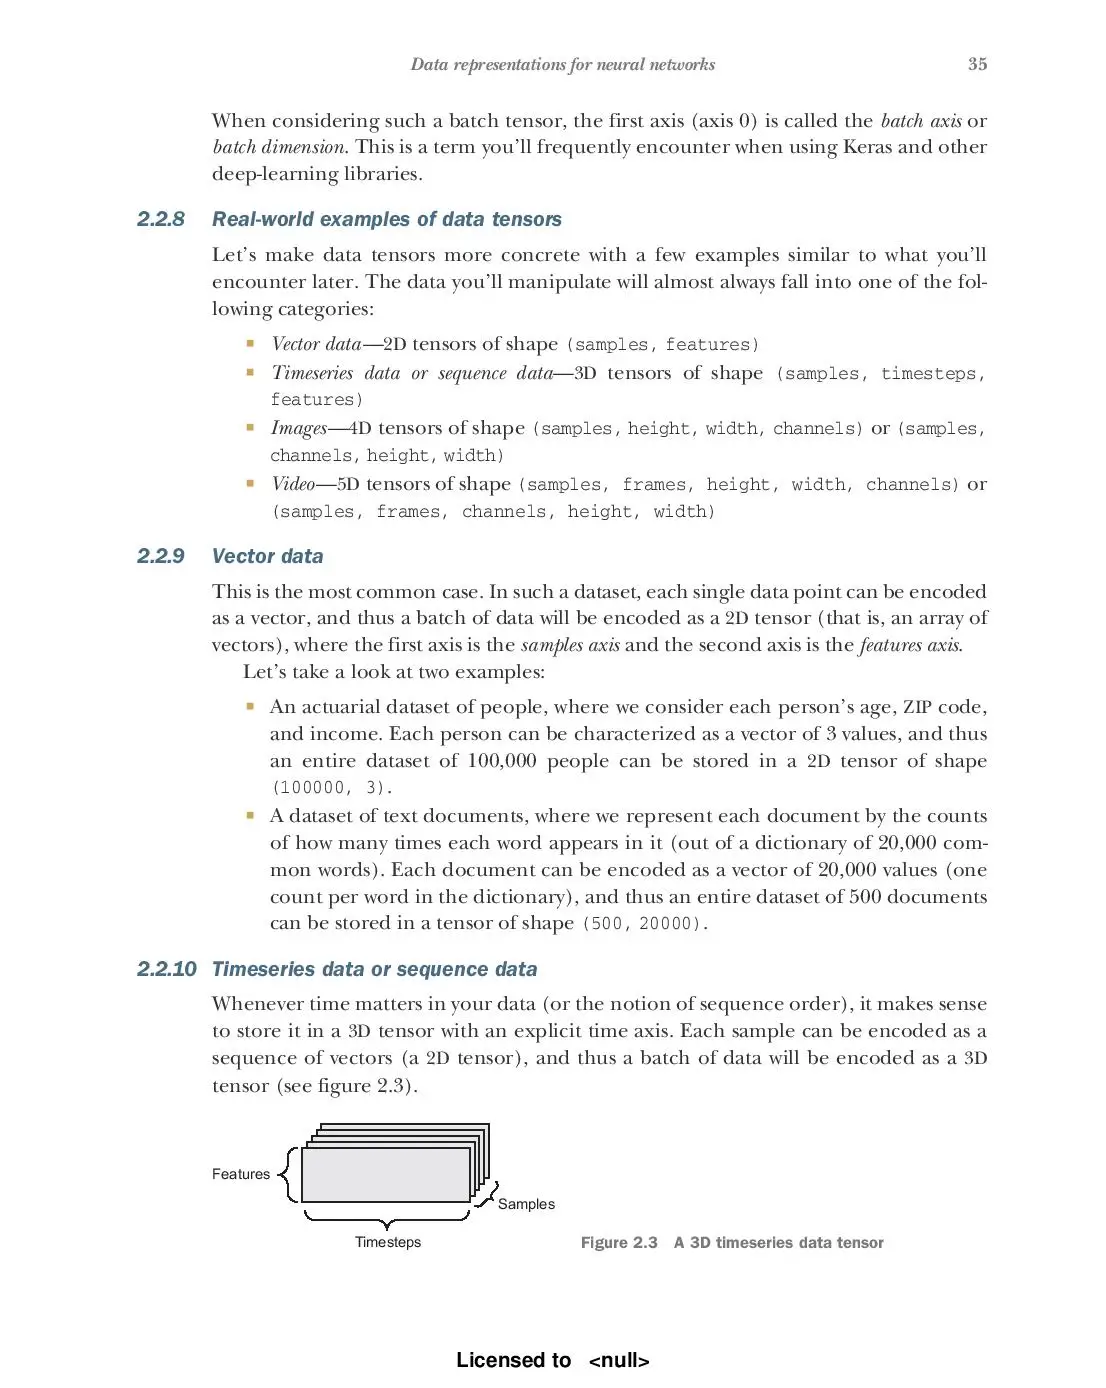 Data representations for neural networks 35
When considering such a batch tensor, the first axis (axis 0) is called the batch axis or
batch dimension. This is a term you’ll frequently encounter when using Keras and other
deep-learning libraries.
2.2.8 Real-world examples of data tensors
Let’s make data tensors more concrete with a few examples similar to what you’ll
encounter later. The data you’ll manipulate will almost always fall into one of the fol-
lowing categories:
■ Vector data—2D tensors of shape (samples, features)
■ Timeseries data or sequence data—3D tensors of shape (samples, timesteps,
features)
■ Images—4D tensors of shape (samples, height, width, channels) or (samples,
channels, height, width)
■ Video—5D tensors of shape (samples, frames, height, width, channels) or
(samples, frames, channels, height, width)
2.2.9 Vector data
This is the most common case. In such a dataset, each single data point can be encoded
as a vector, and thus a batch of data will be encoded as a 2D tensor (that is, an array of
vectors), where the first axis is the samples axis and the second axis is the features axis.
Let’s take a look at two examples:
■ An actuarial dataset of people, where we consider each person’s age, ZIP code,
and income. Each person can be characterized as a vector of 3 values, and thus
an entire dataset of 100,000 people can be stored in a 2D tensor of shape
(100000, 3).
■ A dataset of text documents, where we represent each document by the counts
of how many times each word appears in it (out of a dictionary of 20,000 com-
mon words). Each document can be encoded as a vector of 20,000 values (one
count per word in the dictionary), and thus an entire dataset of 500 documents
can be stored in a tensor of shape (500, 20000).
2.2.10 Timeseries data or sequence data
Whenever time matters in your data (or the notion of sequence order), it makes sense
to store it in a 3D tensor with an explicit time axis. Each sample can be encoded as a
sequence of vectors (a 2D tensor), and thus a batch of data will be encoded as a 3D
tensor (see figure 2.3).
Features
Samples
Timesteps
Figure 2.3 A 3D timeseries data tensor
Licensed to <null>